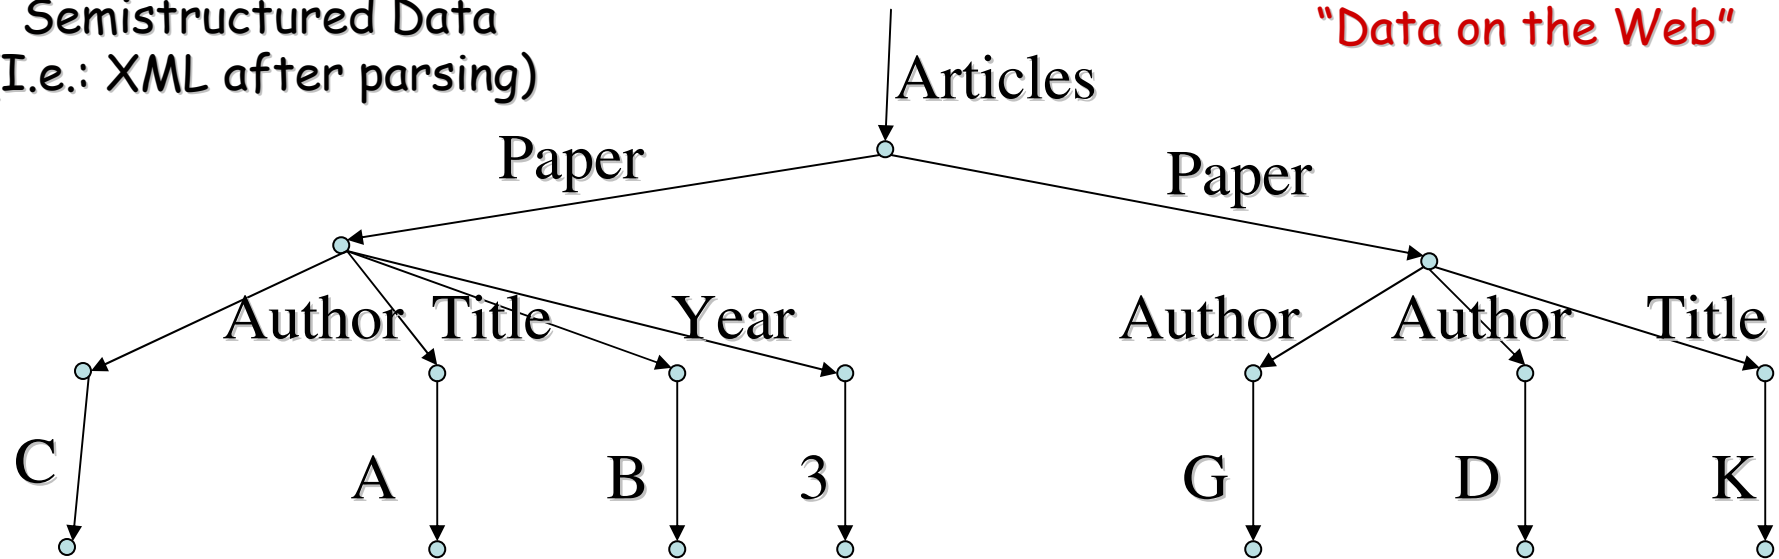 Semistructured Data
I.e.: XML after parsing)
“Data on the Web”
Articles
Paper
Paper
Author Title Year
Author Author Title
C A B 3 G D K